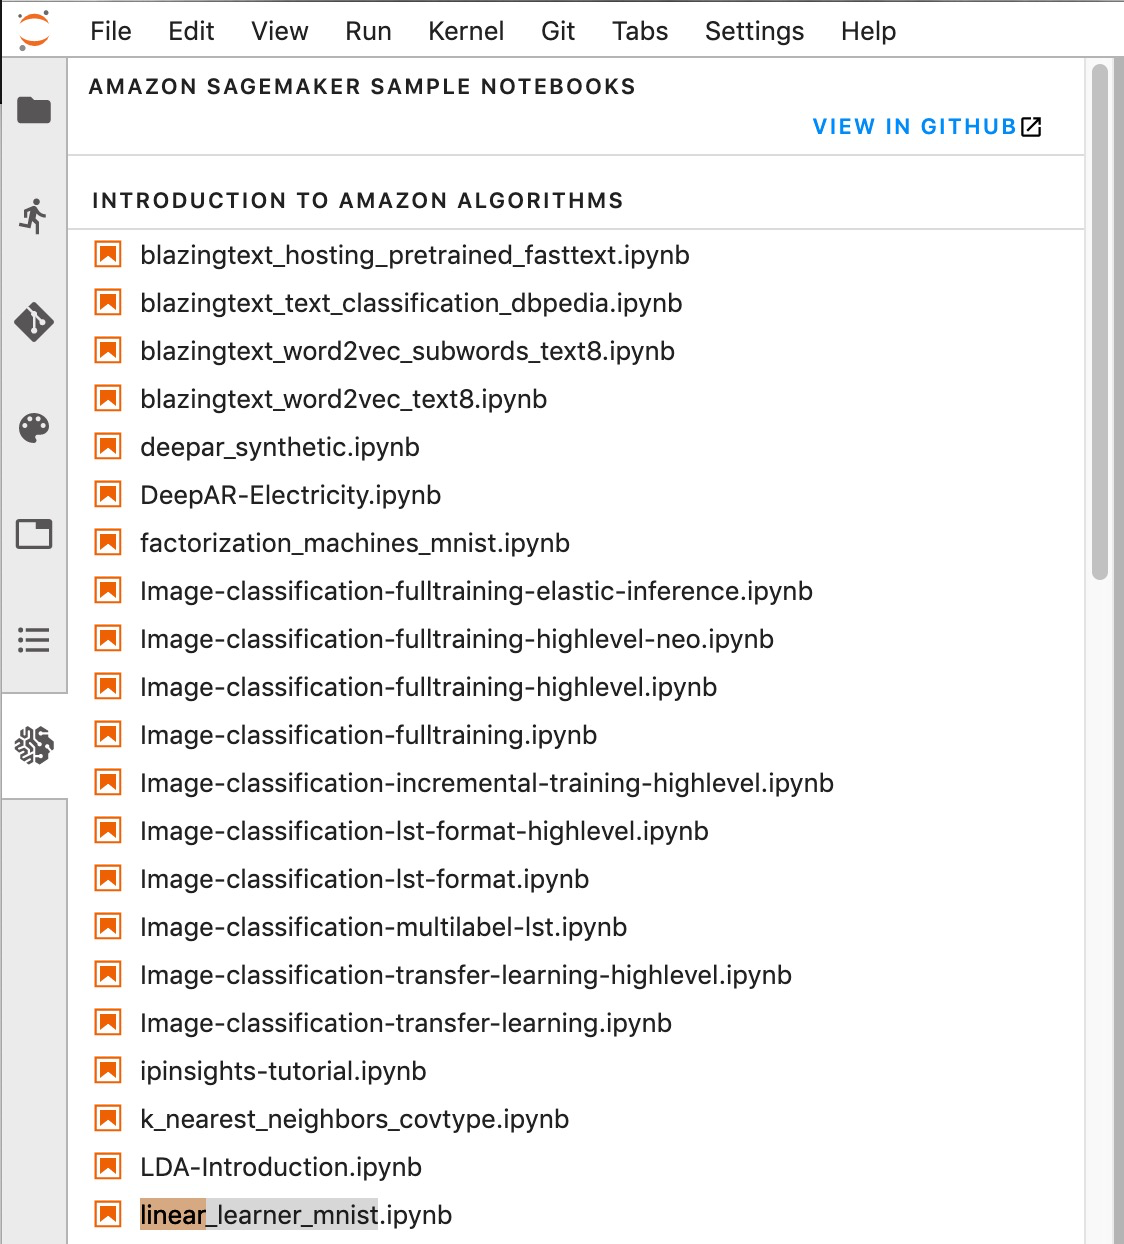 File Edit View Run Kernel Git Tabs Settings Help
AMAZON SAGEMAKER SAMPLE NOTEBOOKS
VIEW IN GITHUB
INTRODUCTION TO AMAZON ALGORITHMS
blazingtext_hosting_pretrained_fasttext.ipynb
blazingtext_text_classification_dbpedia.ipynb
blazingtext_word2vec_subwords_text8.ipynb
blazingtext_word2vec_text8.ipynb
deepar_synthetic.ipynb
DeepAR-Electricity.ipynb
factorization_machines_mnist.ipynb
Image-classification-fulltraining-elastic-inference.ipynb
Image-classification-fulltraining-highlevel-neo.ipynb
Image-classification-fulltraining-highlevel.ipynb
Image-classification-fulltraining.ipynb
Image-classification-incremental-training-highlevel.ipynb
Image-classification-lst-format-highlevel.ipynb
Image-classification-lst-format.ipynb
Image-classification-multilabel-lst.ipynb
Image-classification-transfer-learning-highlevel.ipynb
Image-classification-transfer-learning.ipynb
ipinsights-tutorial.ipynb
k_nearest_neighbors_covtype.ipynb
LDA-Introduction.ipynb
linear_learner_mnist.ipynb